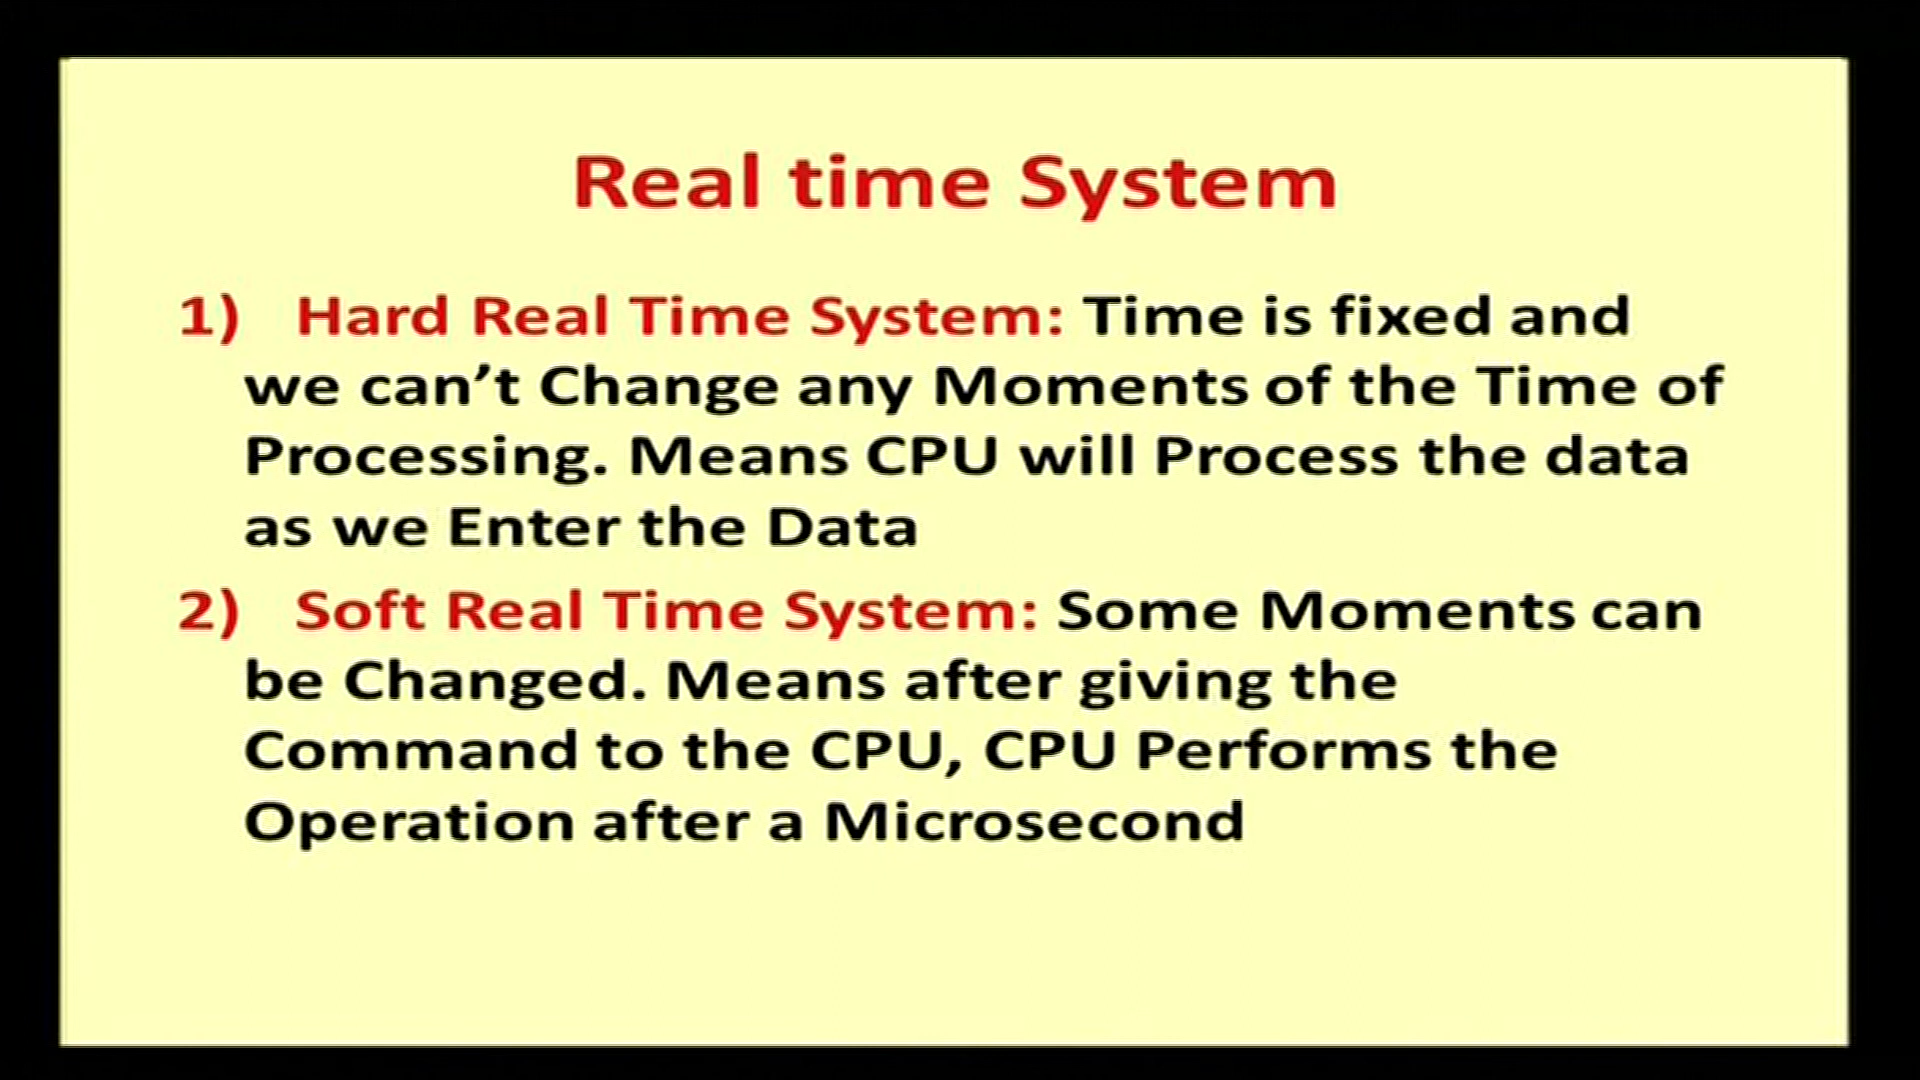 Real time System
1) Hard Real Time System: Time is fixed and
we can’t Change any Moments of the Time of
Processing. Means CPU will Process the data
as we Enter the Data
2) Soft Real Time System: Some Moments can
be Changed. Means after giving the
Command to the CPU, CPU Performs the
Operation after a Microsecond